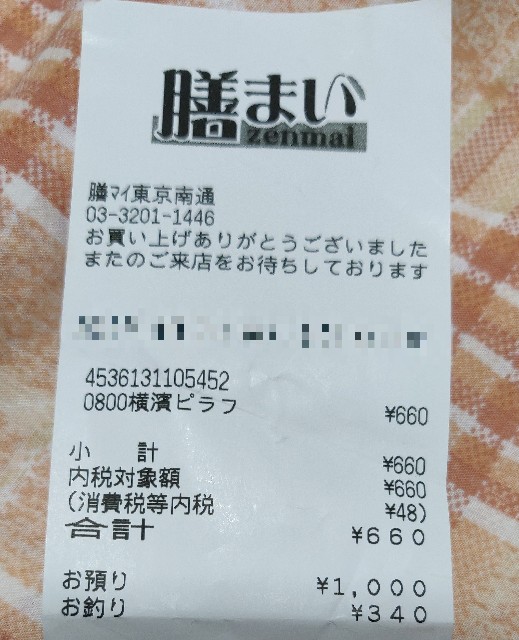 膳まい
zenmai
膳マイ東京南通
03-3201-1446
お買い上げありがとうございました
またのご来店をお待ちしております
4536131105452
0800横濱ピラフ ¥660
小 計 ¥660
内税対象額 ¥660
(消費税等内税 ¥48)
合計 ¥660
お預り ¥1,000
お釣り ¥340